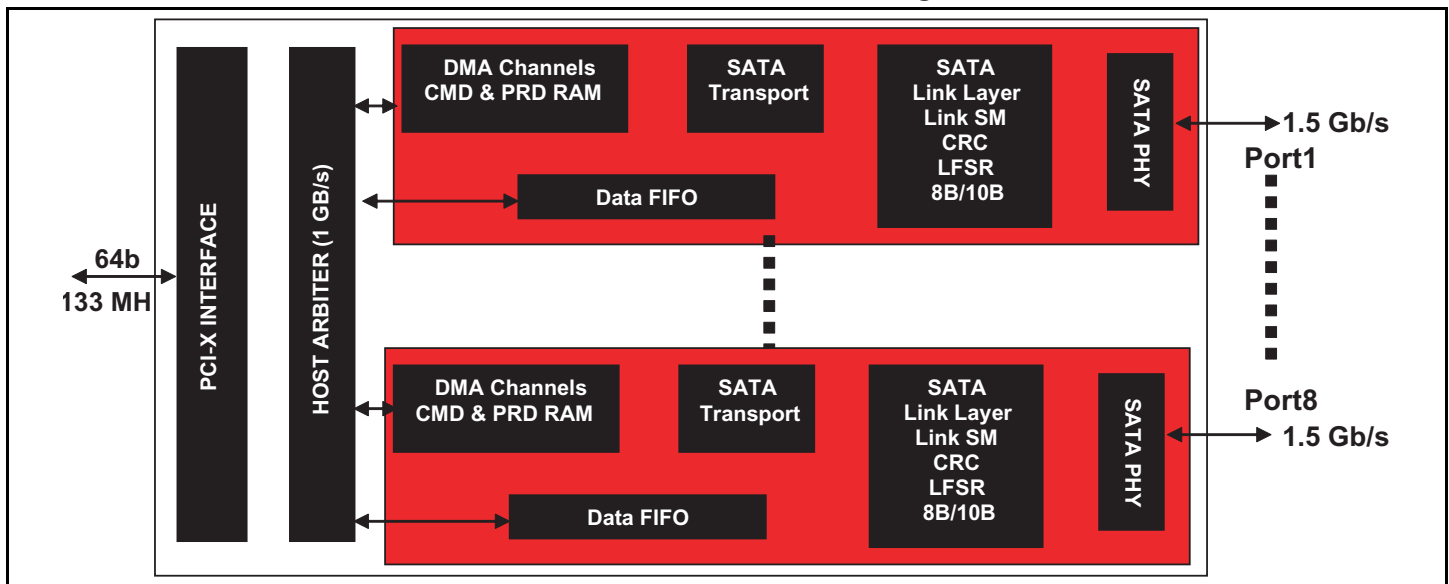 64b
133 MH
PCI-X INTERFACE
HOST ARBITER (1 GB/s)
DMA Channels
CMD & PRD RAM
SATA
Transport
SATA
Link Layer
Link SM
CRC
LFSR
8B/10B
SATA PHY
Data FIFO
1.5 Gb/s
Port1
DMA Channels
CMD & PRD RAM
SATA
Transport
SATA
Link Layer
Link SM
CRC
LFSR
8B/10B
SATA PHY
Data FIFO
Port8
1.5 Gb/s